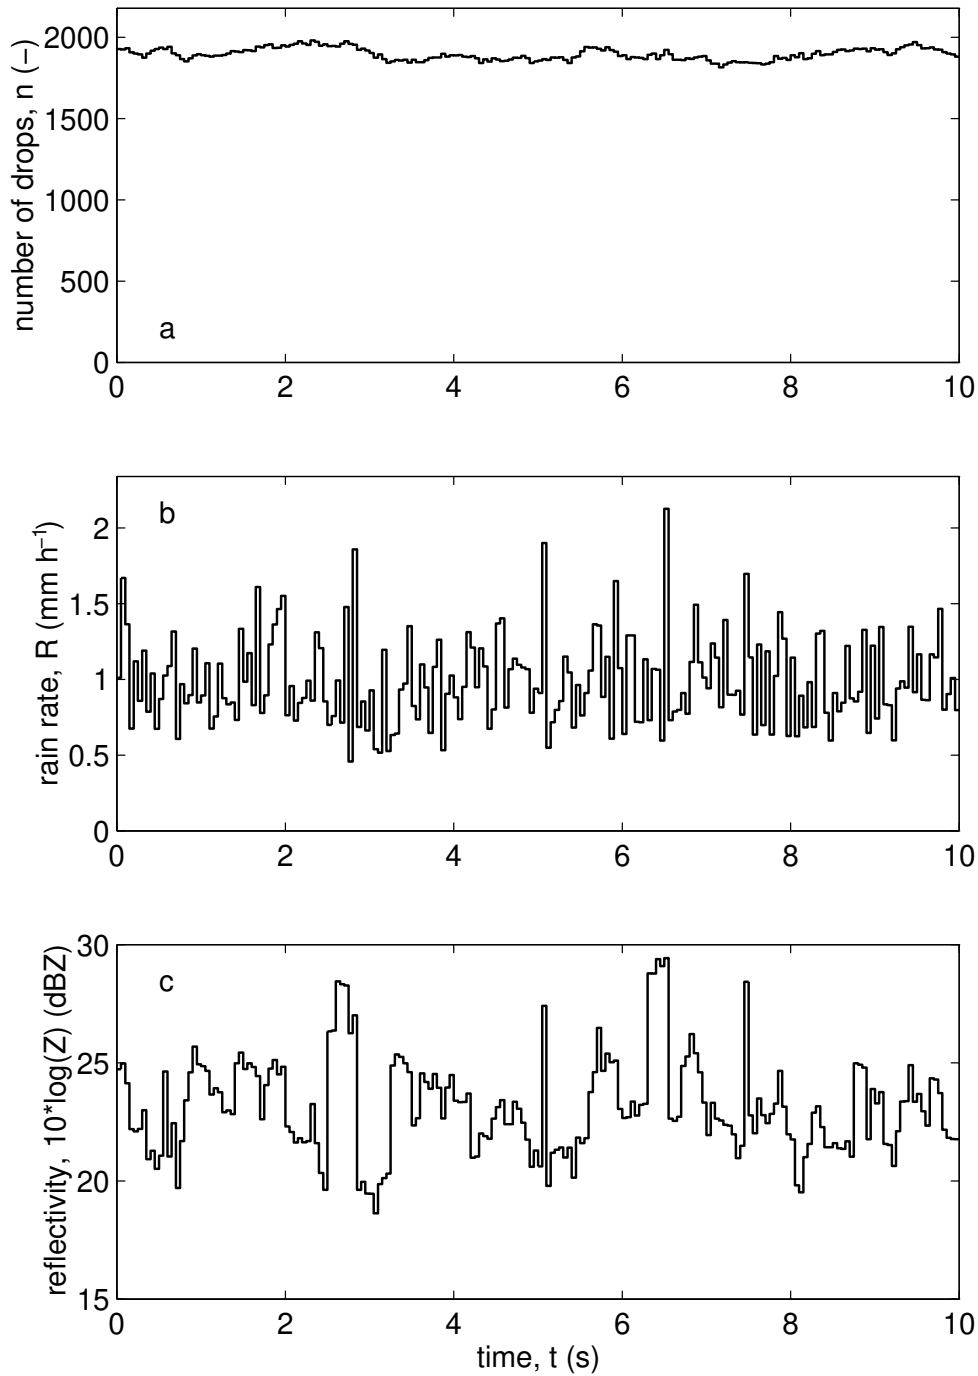 number of drops, n (−)
2000
1500
1000
500
0
a
0 2 4 6 8 10
rain rate, R (mm h⁻¹)
2
1.5
1
0.5
0
b
0 2 4 6 8 10
reflectivity, 10*log(Z) (dBZ)
30
25
20
15
c
0 2 4 6 8 10
time, t (s)